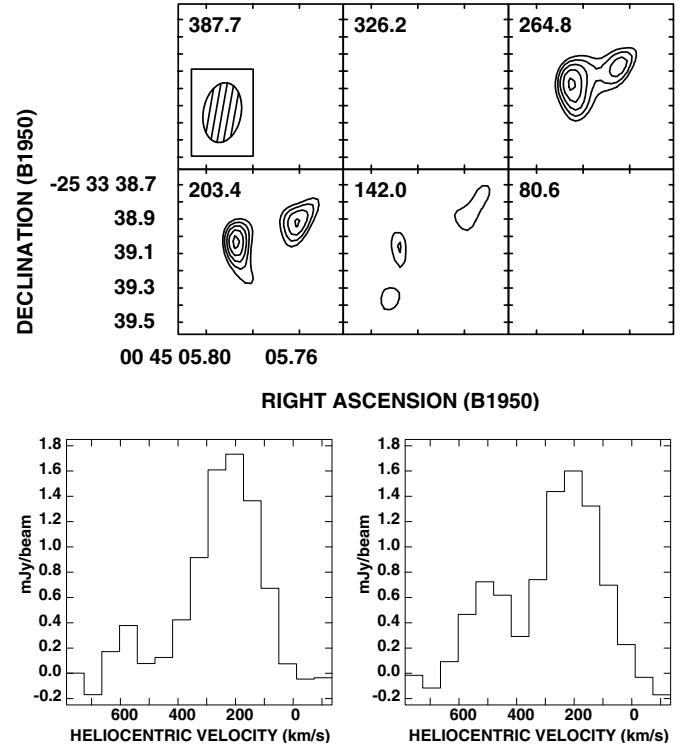 387.7 326.2 264.8
DECLINATION (B1950)
-25 33 38.7 203.4 142.0 80.6
38.9
39.1
39.3
39.5
00 45 05.80 05.76
RIGHT ASCENSION (B1950)
1.8 1.8
1.6 1.6
1.4 1.4
1.2 1.2
1.0 1.0
mJy/beam mJy/beam
0.8 0.8
0.6 0.6
0.4 0.4
0.2 0.2
0.0 0.0
-0.2 -0.2
600 400 200 0 600 400 200 0
HELIOCENTRIC VELOCITY (km/s) HELIOCENTRIC VELOCITY (km/s)